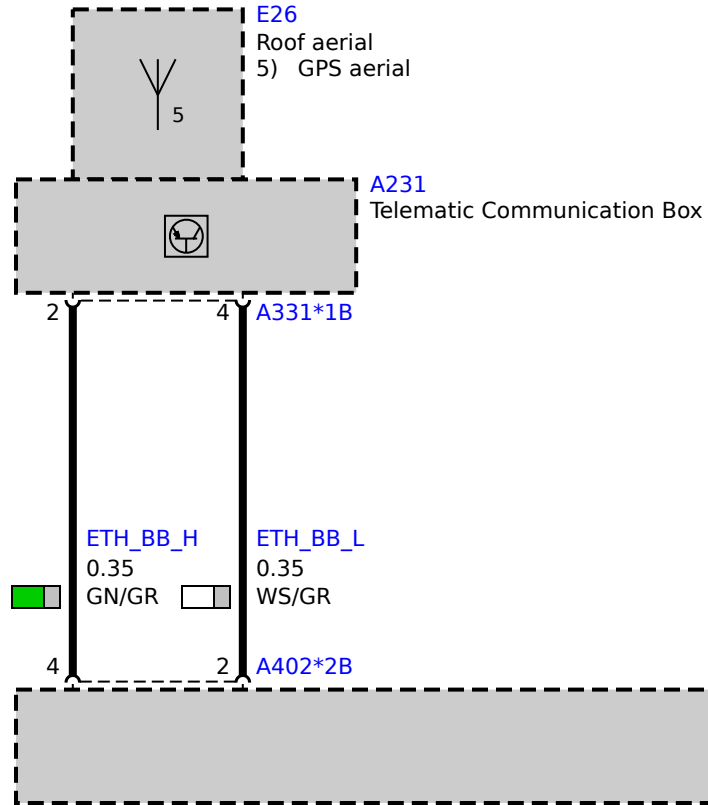 E26
Roof aerial
5) GPS aerial
5
A231
Telematic Communication Box
2 4 A331*1B
ETH_BB_H ETH_BB_L
0.35 0.35
GN/GR WS/GR
4 2 A402*2B